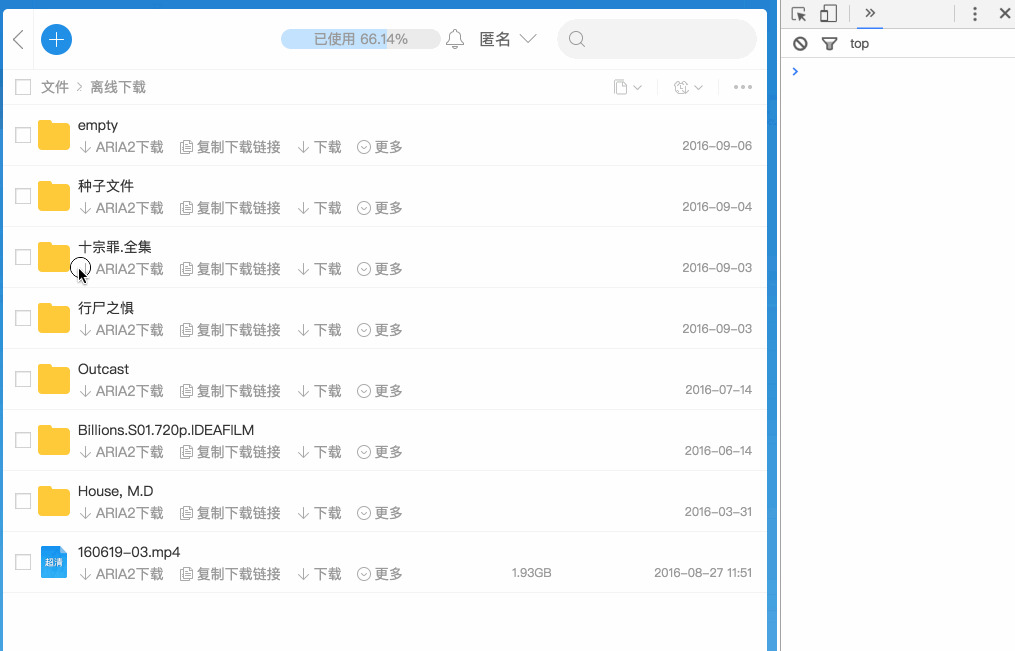 已使用 66.14%
匿名
文件 > 离线下载
empty
ARIA2下载 复制下载链接 下载 更多 2016-09-06
种子文件
ARIA2下载 复制下载链接 下载 更多 2016-09-04
十宗罪.全集
ARIA2下载 复制下载链接 下载 更多 2016-09-03
行尸之惧
ARIA2下载 复制下载链接 下载 更多 2016-09-03
Outcast
ARIA2下载 复制下载链接 下载 更多 2016-07-14
Billions.S01.720p.IDEAFILM
ARIA2下载 复制下载链接 下载 更多 2016-06-14
House, M.D
ARIA2下载 复制下载链接 下载 更多 2016-03-31
超清
160619-03.mp4
ARIA2下载 复制下载链接 下载 更多 1.93GB 2016-08-27 11:51
top